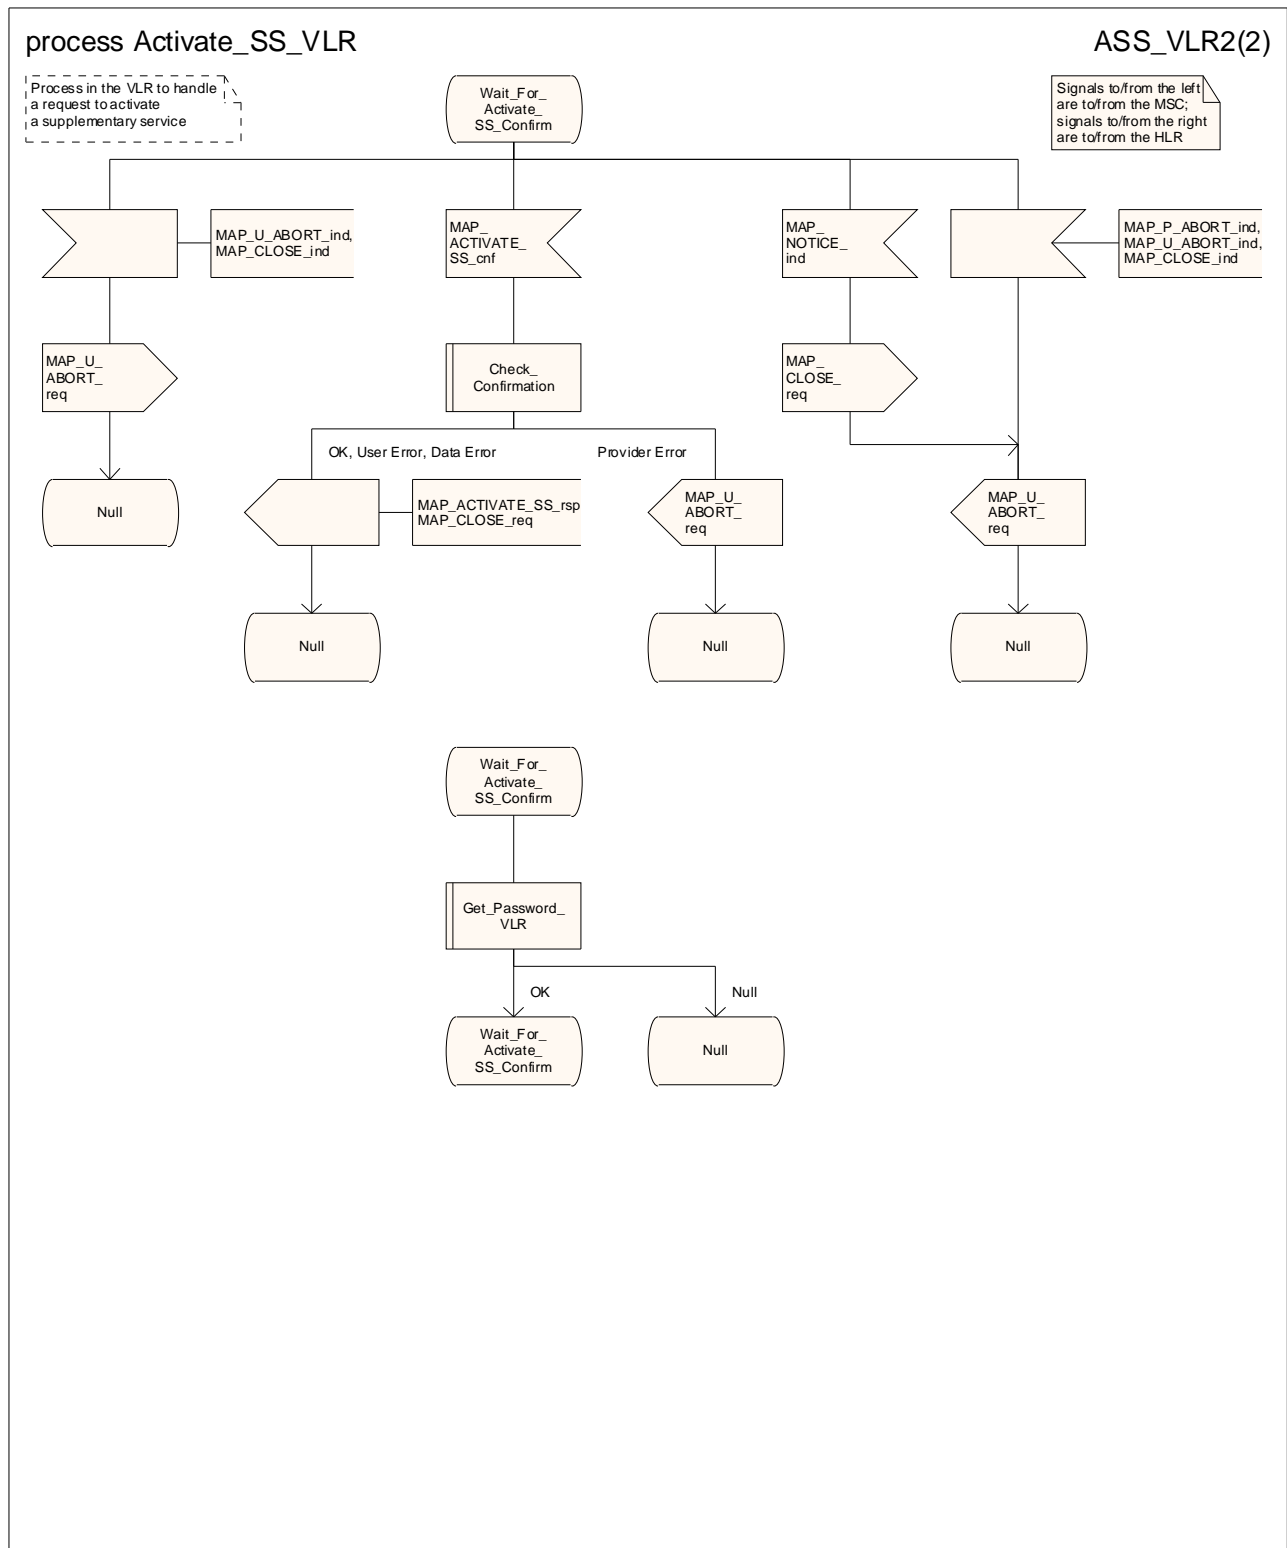 process Activate_SS_VLR
ASS_VLR2(2)
Process in the VLR to handle
a request to activate
a supplementary service
Wait_For_
Activate_
SS_Confirm
Signals to/from the left
are to/from the MSC;
signals to/from the right
are to/from the HLR
MAP_U_ABORT_ind,
MAP_CLOSE_ind
MAP_
ACTIVATE_
SS_cnf
MAP_
NOTICE_
ind
MAP_P_ABORT_ind,
MAP_U_ABORT_ind,
MAP_CLOSE_ind
MAP_U_
ABORT_
req
Check_
Confirmation
MAP_
CLOSE_
req
OK, User Error, Data Error
Provider Error
Null
MAP_ACTIVATE_SS_rsp
MAP_CLOSE_req
MAP_U_
ABORT_
req
MAP_U_
ABORT_
req
Null
Null
Null
Wait_For_
Activate_
SS_Confirm
Get_Password_
VLR
OK
Null
Wait_For_
Activate_
SS_Confirm
Null